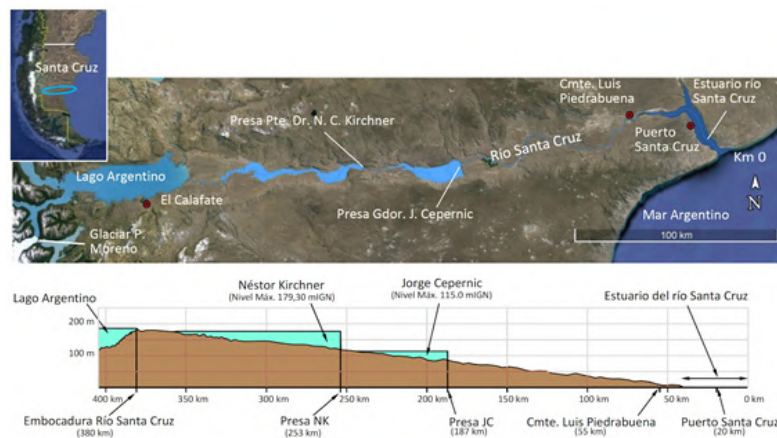 Santa Cruz
Presa Pte. Dr. N. C. Kirchner
Cmte. Luis
Piedrabuena
Estuario río
Santa Cruz
Puerto
Santa Cruz
Río Santa Cruz
Km 0
Lago Argentino
El Calafate
Presa Gdor. J. Cepernic
N
Mar Argentino
Glaciar P.
Moreno
100 km
Lago Argentino
Néstor Kirchner
(Nivel Máx. 179,30 mIGN)
Jorge Cepernic
(Nivel Máx. 115.0 mIGN)
Estuario del río Santa Cruz
200 m
100 m
400 km
350 km
300 km
250 km
200 km
150 km
100 km
50 km
0 km
Embocadura Río Santa Cruz
(380 km)
Presa NK
(253 km)
Presa JC
(187 km)
Cmte. Luis Piedrabuena
(55 km)
Puerto Santa Cruz
(20 km)